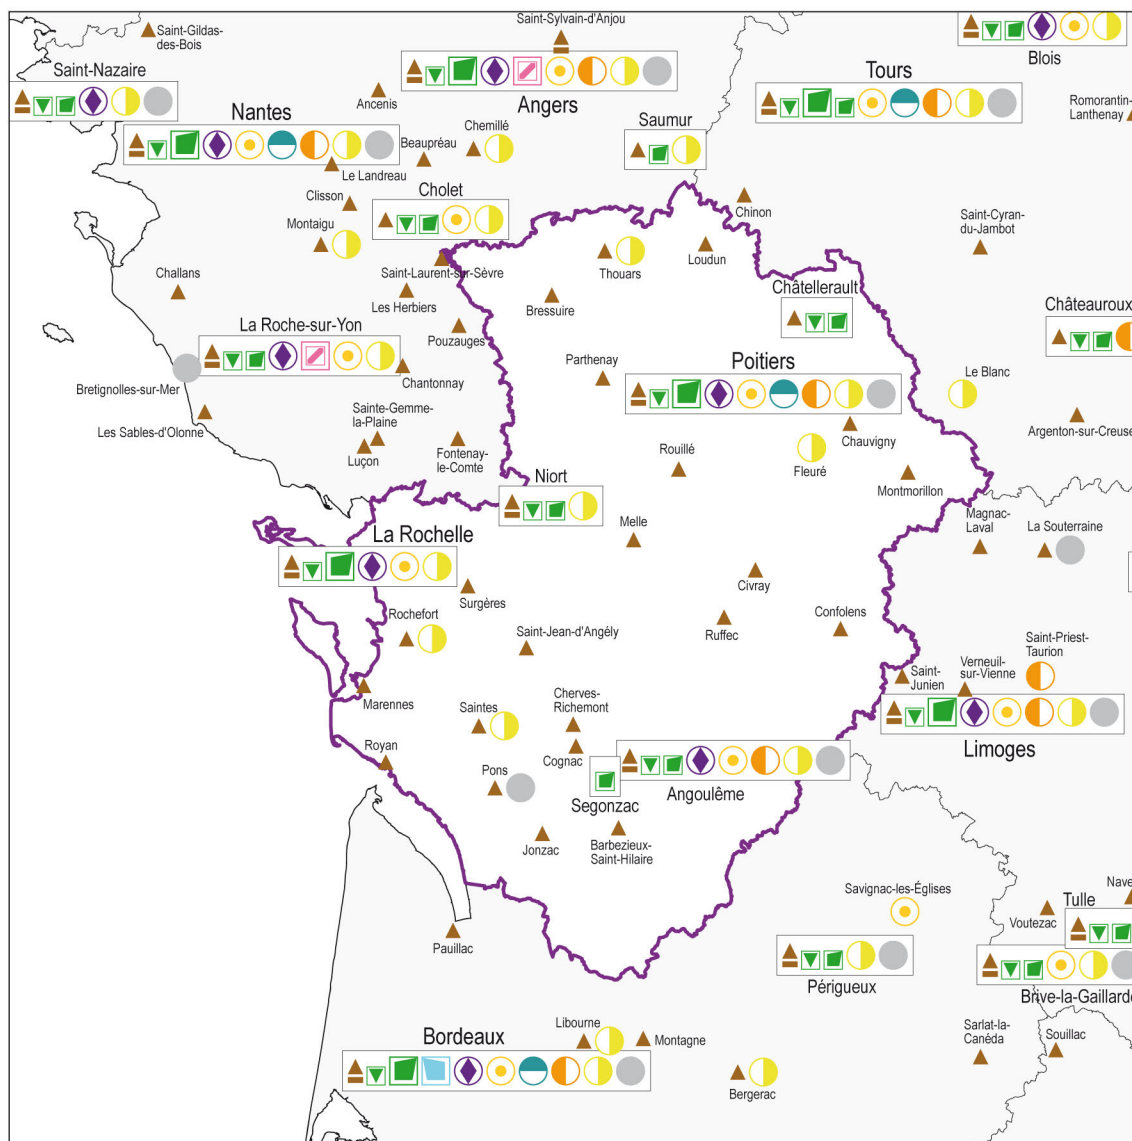 Saint-Gildas-
des-Bois
Saint-Sylvain-d'Anjou
Blois
Saint-Nazaire
Ancenis
Angers
Tours
Romorantin-
Lanthenay
Nantes
Chemillé
Saumur
Beaupréau
Le Landreau
Cholet
Clisson
Chinon
Montaigu
Saint-Cyran-
du-Jambot
Thouars
Loudun
Challans
Saint-Laurent-sur-Sèvre
Les Herbiers
Bressuire
Châtellerault
Châteauroux
La Roche-sur-Yon
Pouzauges
Parthenay
Poitiers
Le Blanc
Chantonnay
Bretignolles-sur-Mer
Les Sables-d'Olonne
Sainte-Gemme-
la-Plaine
Luçon
Fontenay-
le-Comte
Chauvigny
Argenton-sur-Creuse
Rouillé
Fleuré
Niort
Montmorillon
Melle
Magnac-
Laval
La Souterraine
La Rochelle
Surgères
Civray
Rochefort
Saint-Jean-d'Angély
Ruffec
Confolens
Saint-Priest-
Taurion
Saint-
Junien
Verneuil-
sur-Vienne
Marennes
Cherves-
Richemont
Saintes
Royan
Cognac
Limoges
Pons
Segonzac
Angoulême
Jonzac
Barbezieux-
Saint-Hilaire
Savignac-les-Églises
Nave
Tulle
Voutezac
Pauillac
Périgueux
Brive-la-Gaillarde
Libourne
Bordeaux
Montagne
Sarlat-la-
Canéda
Souillac
Bergerac